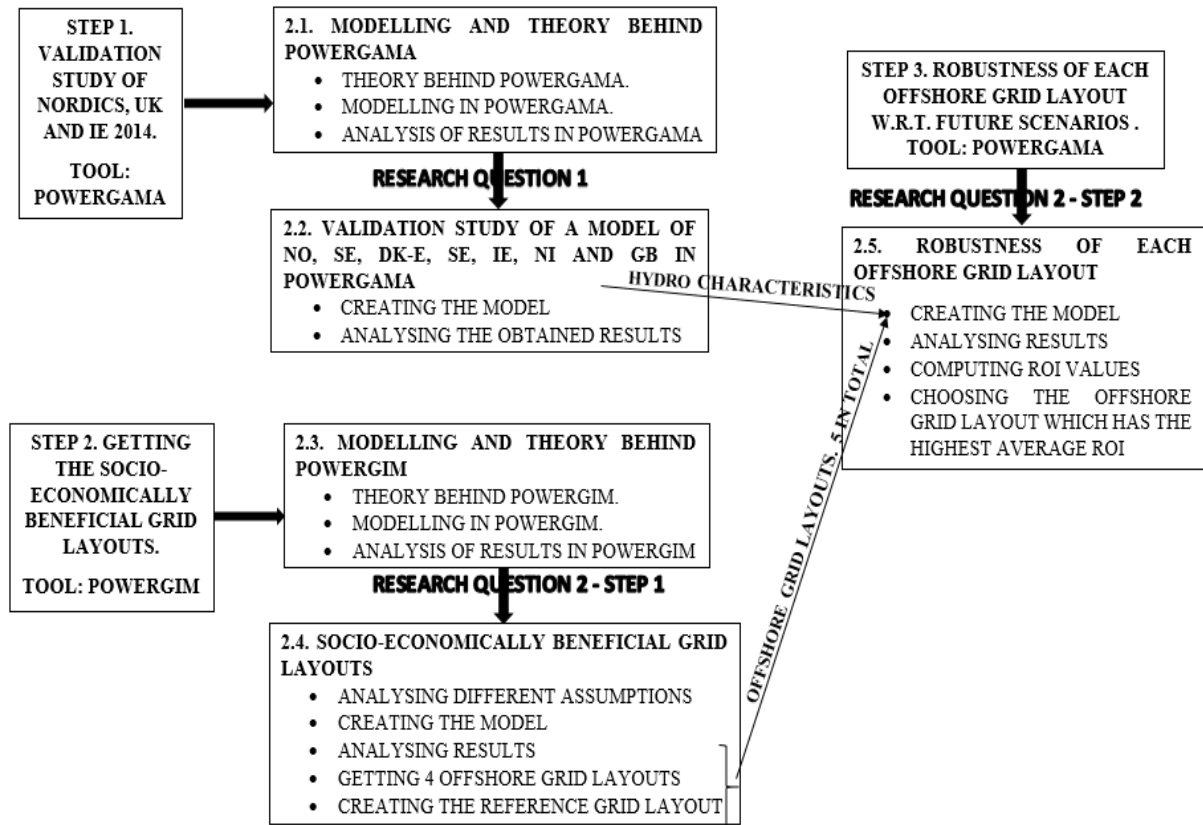 STEP 1.
VALIDATION
STUDY OF
NORDICS, UK
AND IE 2014.
TOOL:
POWERGAMA
2.1. MODELLING AND THEORY BEHIND
POWERGAMA
• THEORY BEHIND POWERGAMA.
• MODELLING IN POWERGAMA.
• ANALYSIS OF RESULTS IN POWERGAMA
RESEARCH QUESTION 1
2.2. VALIDATION STUDY OF A MODEL OF
NO, SE, DK-E, SE, IE, NI AND GB IN
POWERGAMA
• CREATING THE MODEL
• ANALYSING THE OBTAINED RESULTS
HYDRO CHARACTERISTICS
STEP 2. GETTING
THE SOCIO-
ECONOMICALLY
BENEFICIAL GRID
LAYOUTS.
TOOL: POWERGIM
2.3. MODELLING AND THEORY BEHIND
POWERGIM
• THEORY BEHIND POWERGIM.
• MODELLING IN POWERGIM.
• ANALYSIS OF RESULTS IN POWERGIM
RESEARCH QUESTION 2 - STEP 1
2.4. SOCIO-ECONOMICALLY BENEFICIAL GRID
LAYOUTS
• ANALYSING DIFFERENT ASSUMPTIONS
• CREATING THE MODEL
• ANALYSING RESULTS
• GETTING 4 OFFSHORE GRID LAYOUTS
• CREATING THE REFERENCE GRID LAYOUT
OFFSHORE GRID LAYOUTS. 5 IN TOTAL
STEP 3. ROBUSTNESS OF EACH
OFFSHORE GRID LAYOUT
W.R.T. FUTURE SCENARIOS .
TOOL: POWERGAMA
RESEARCH QUESTION 2 - STEP 2
2.5. ROBUSTNESS OF EACH
OFFSHORE GRID LAYOUT
• CREATING THE MODEL
• ANALYSING RESULTS
• COMPUTING ROI VALUES
• CHOOSING THE OFFSHORE
GRID LAYOUT WHICH HAS THE
HIGHEST AVERAGE ROI